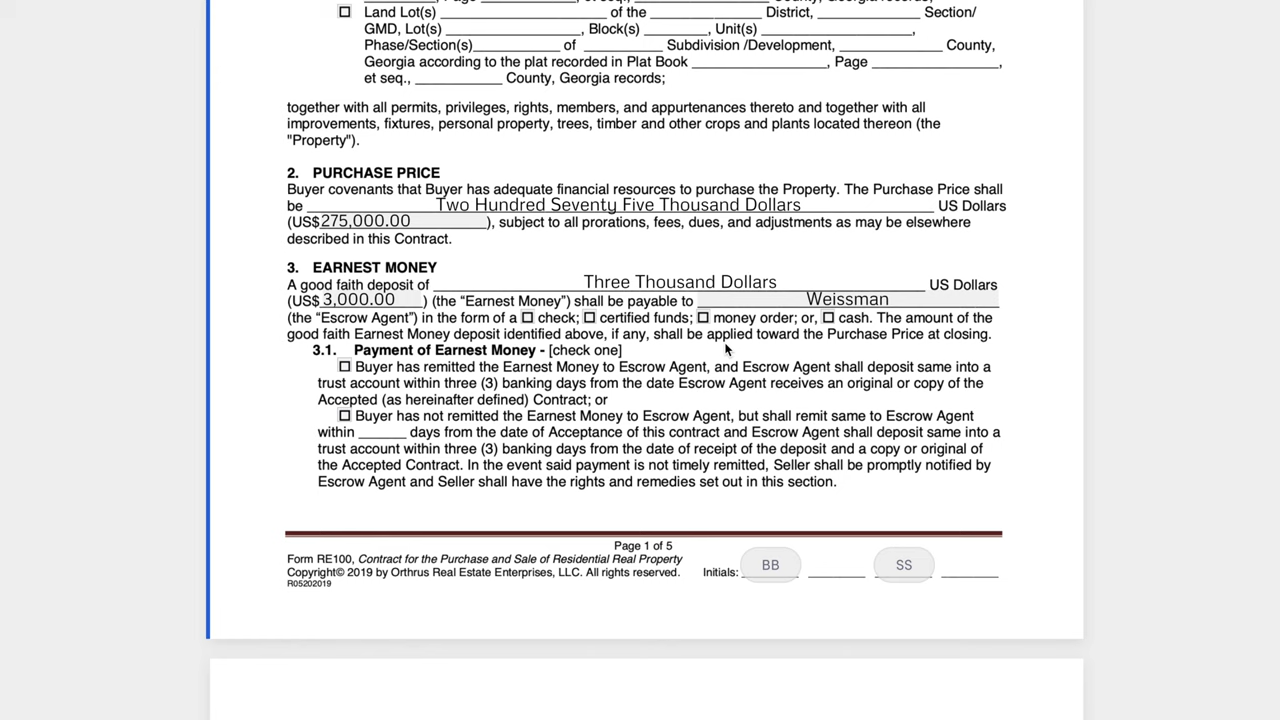 ☐ Land Lot(s) ____________________ of the _____________ District, ____________ Section/
GMD, Lot(s) ________________, Block(s) _______, Unit(s) __________________,
Phase/Section(s)__________ of _________ Subdivision /Development, ____________ County,
Georgia according to the plat recorded in Plat Book ________________, Page _______________,
et seq., __________ County, Georgia records;
together with all permits, privileges, rights, members, and appurtenances thereto and together with all
improvements, fixtures, personal property, trees, timber and other crops and plants located thereon (the
"Property").
2. PURCHASE PRICE
Buyer covenants that Buyer has adequate financial resources to purchase the Property. The Purchase Price shall
be Two Hundred Seventy Five Thousand Dollars US Dollars
(US$275,000.00), subject to all prorations, fees, dues, and adjustments as may be elsewhere
described in this Contract.
3. EARNEST MONEY
A good faith deposit of Three Thousand Dollars US Dollars
(US$ 3,000.00 ) (the “Earnest Money”) shall be payable to Weissman
(the “Escrow Agent”) in the form of a ☐ check; ☐ certified funds; ☐ money order; or, ☐ cash. The amount of the
good faith Earnest Money deposit identified above, if any, shall be applied toward the Purchase Price at closing.
3.1. Payment of Earnest Money - [check one]
☐ Buyer has remitted the Earnest Money to Escrow Agent, and Escrow Agent shall deposit same into a
trust account within three (3) banking days from the date Escrow Agent receives an original or copy of the
Accepted (as hereinafter defined) Contract; or
☐ Buyer has not remitted the Earnest Money to Escrow Agent, but shall remit same to Escrow Agent
within ______ days from the date of Acceptance of this contract and Escrow Agent shall deposit same into a
trust account within three (3) banking days from the date of receipt of the deposit and a copy or original of
the Accepted Contract. In the event said payment is not timely remitted, Seller shall be promptly notified by
Escrow Agent and Seller shall have the rights and remedies set out in this section.
Page 1 of 5
Form RE100, Contract for the Purchase and Sale of Residential Real Property
Copyright© 2019 by Orthrus Real Estate Enterprises, LLC. All rights reserved. Initials: BB SS
R05202019